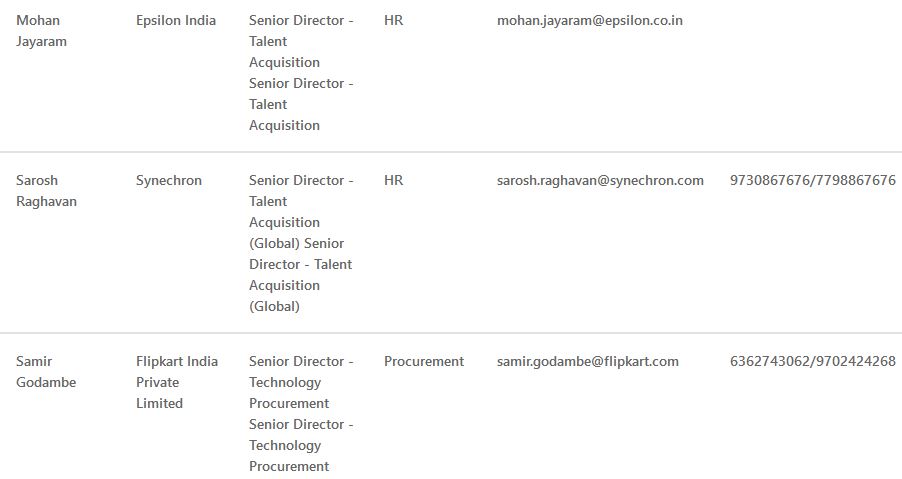 Mohan Epsilon India Senior Director - HR mohan.jayaram@epsilon.co.in
Jayaram Talent
Acquisition
Senior Director -
Talent
Acquisition
Sarosh Synechron Senior Director - HR sarosh.raghavan@synechron.com 9730867676/7798867676
Raghavan Talent
Acquisition
(Global) Senior
Director - Talent
Acquisition
(Global)
Samir Flipkart India Senior Director - Procurement samir.godambe@flipkart.com 6362743062/9702424268
Godambe Private Technology
Limited Procurement
Senior Director -
Technology
Procurement